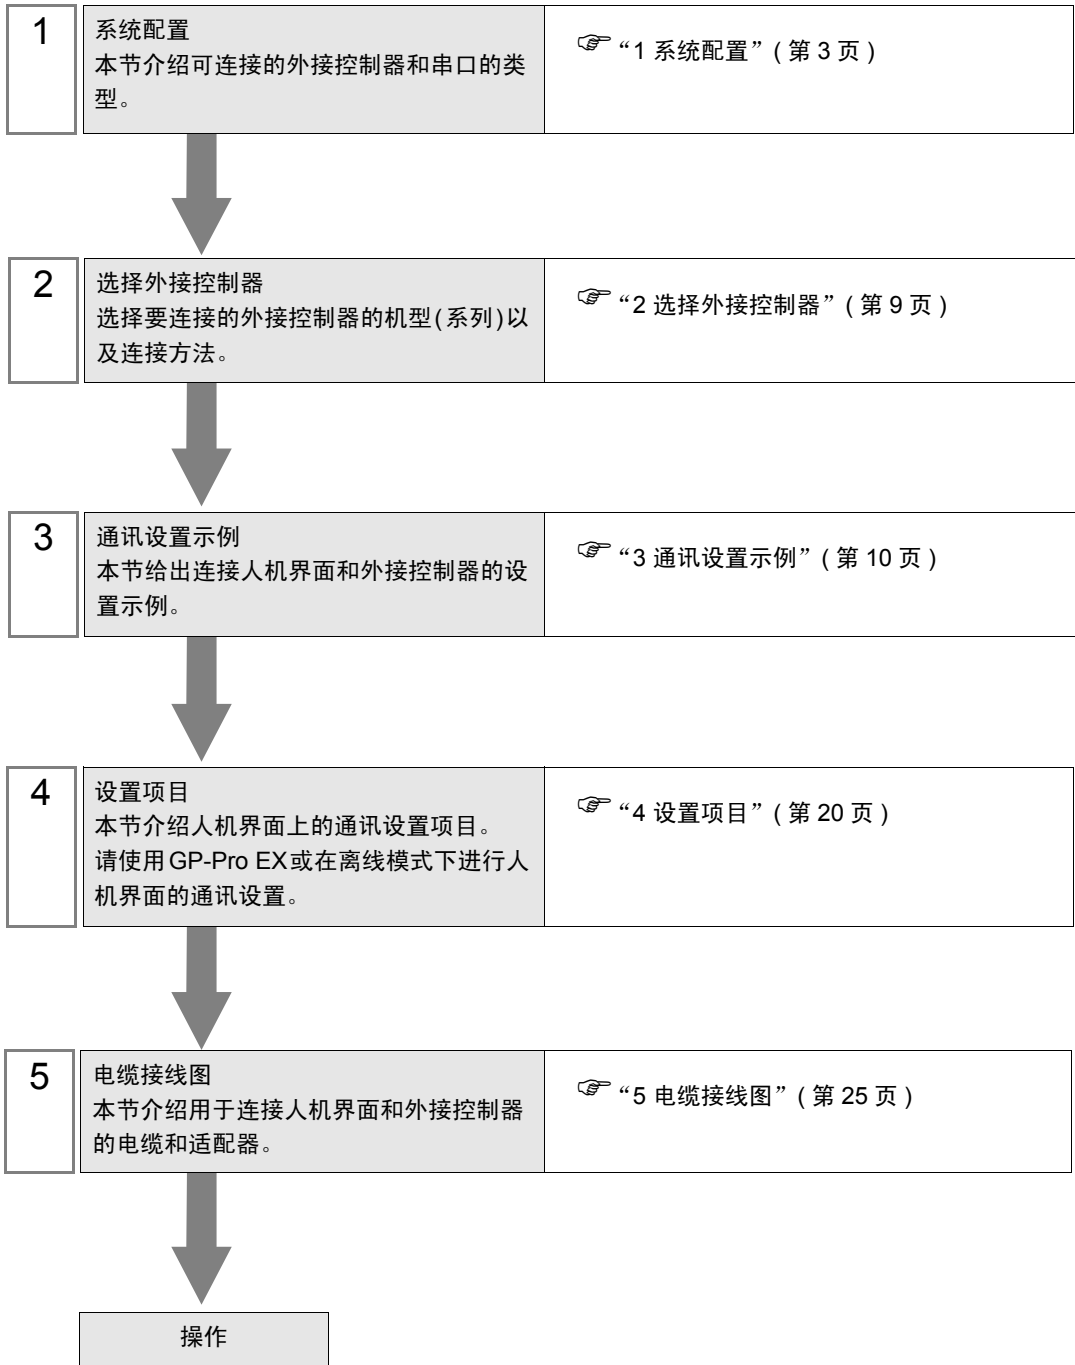 1
系统配置
本节介绍可连接的外接控制器和串口的类
型。
☞ “1 系统配置” ( 第 3 页 )
2
选择外接控制器
选择要连接的外接控制器的机型(系列)以
及连接方法。
☞ “2 选择外接控制器” ( 第 9 页 )
3
通讯设置示例
本节给出连接人机界面和外接控制器的设
置示例。
☞ “3 通讯设置示例” ( 第 10 页 )
4
设置项目
本节介绍人机界面上的通讯设置项目。
请使用GP-Pro EX或在离线模式下进行人
机界面的通讯设置。
☞ “4 设置项目” ( 第 20 页 )
5
电缆接线图
本节介绍用于连接人机界面和外接控制器
的电缆和适配器。
☞ “5 电缆接线图” ( 第 25 页 )
操作